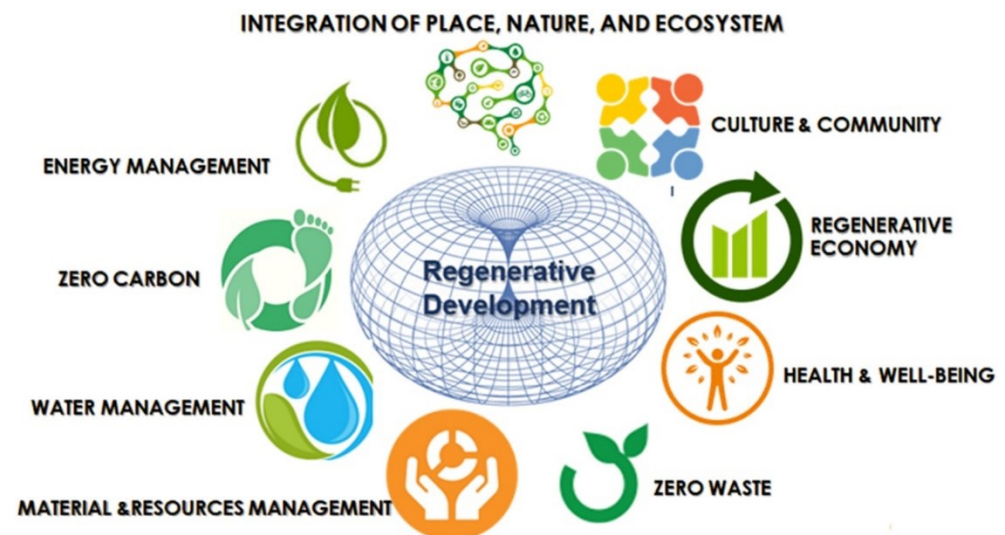 INTEGRATION OF PLACE, NATURE, AND ECOSYSTEM
CULTURE & COMMUNITY
ENERGY MANAGEMENT
REGENERATIVE
ECONOMY
Regenerative
Development
ZERO CARBON
HEALTH & WELL-BEING
WATER MANAGEMENT
ZERO WASTE
MATERIAL &RESOURCES MANAGEMENT